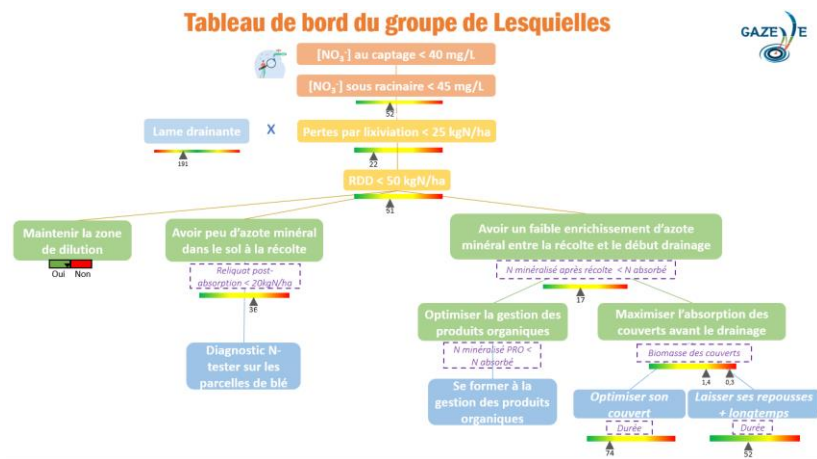 Tableau de bord du groupe de Lesquielles
GAZE E
[NO₃⁻] au captage < 40 mg/L
[NO₃⁻] sous racinaire < 45 mg/L
52
Lame drainante
X
Pertes par lixiviation < 25 kgN/ha
191
22
RDD < 50 kgN/ha
51
Maintenir la zone
de dilution
Oui Non
Avoir peu d'azote minéral
dans le sol à la récolte
Reliquat post-
absorption < 20kgN/ha
36
Diagnostic N-
tester sur les
parcelles de blé
Avoir un faible enrichissement d'azote
minéral entre la récolte et le début drainage
N minéralisé après récolte < N absorbé
17
Optimiser la gestion des
produits organiques
N minéralisé PRO <
N absorbé
Se former à la
gestion des produits
organiques
Maximiser l'absorption des
couverts avant le drainage
Biomasse des couverts
1,4 0,3
Optimiser son
couvert
Durée
74
Laisser ses repousses
+ longtemps
Durée
52